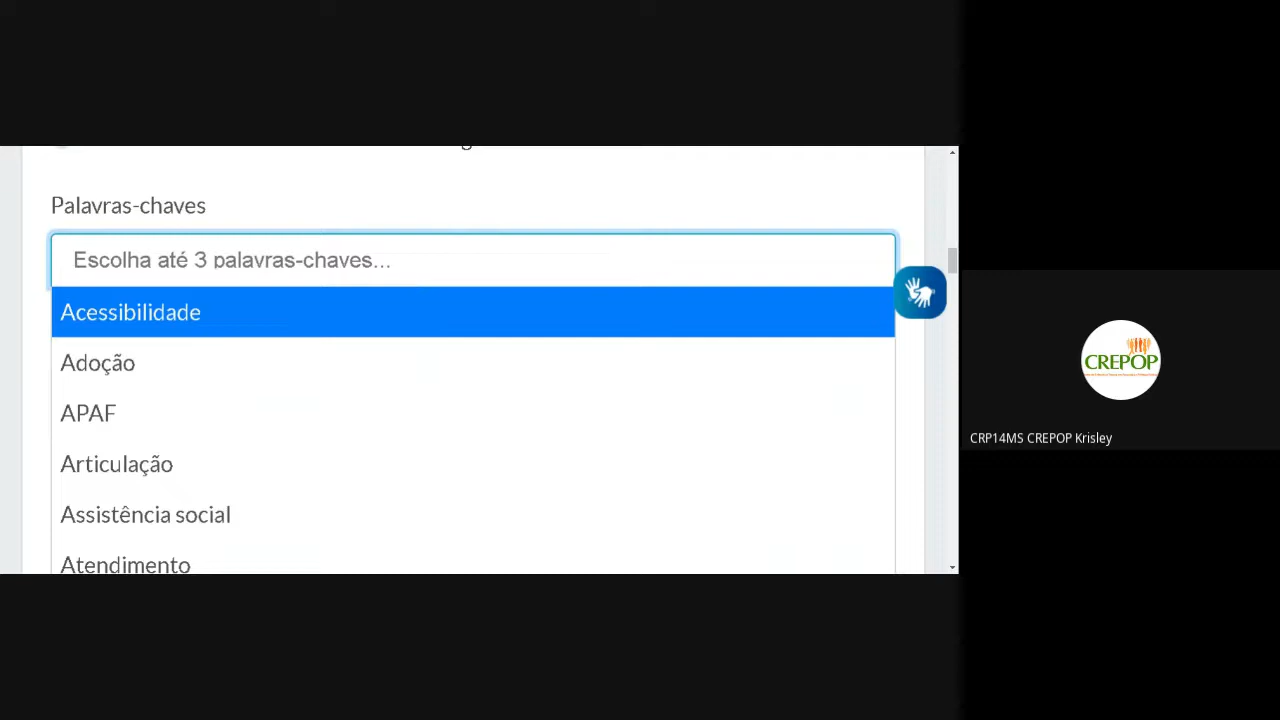 Palavras-chaves
Escolha até 3 palavras-chaves...
Acessibilidade
Adoção
APAF
Articulação
Assistência social
Atendimento
CREPOP
CRP14MS CREPOP Krisley